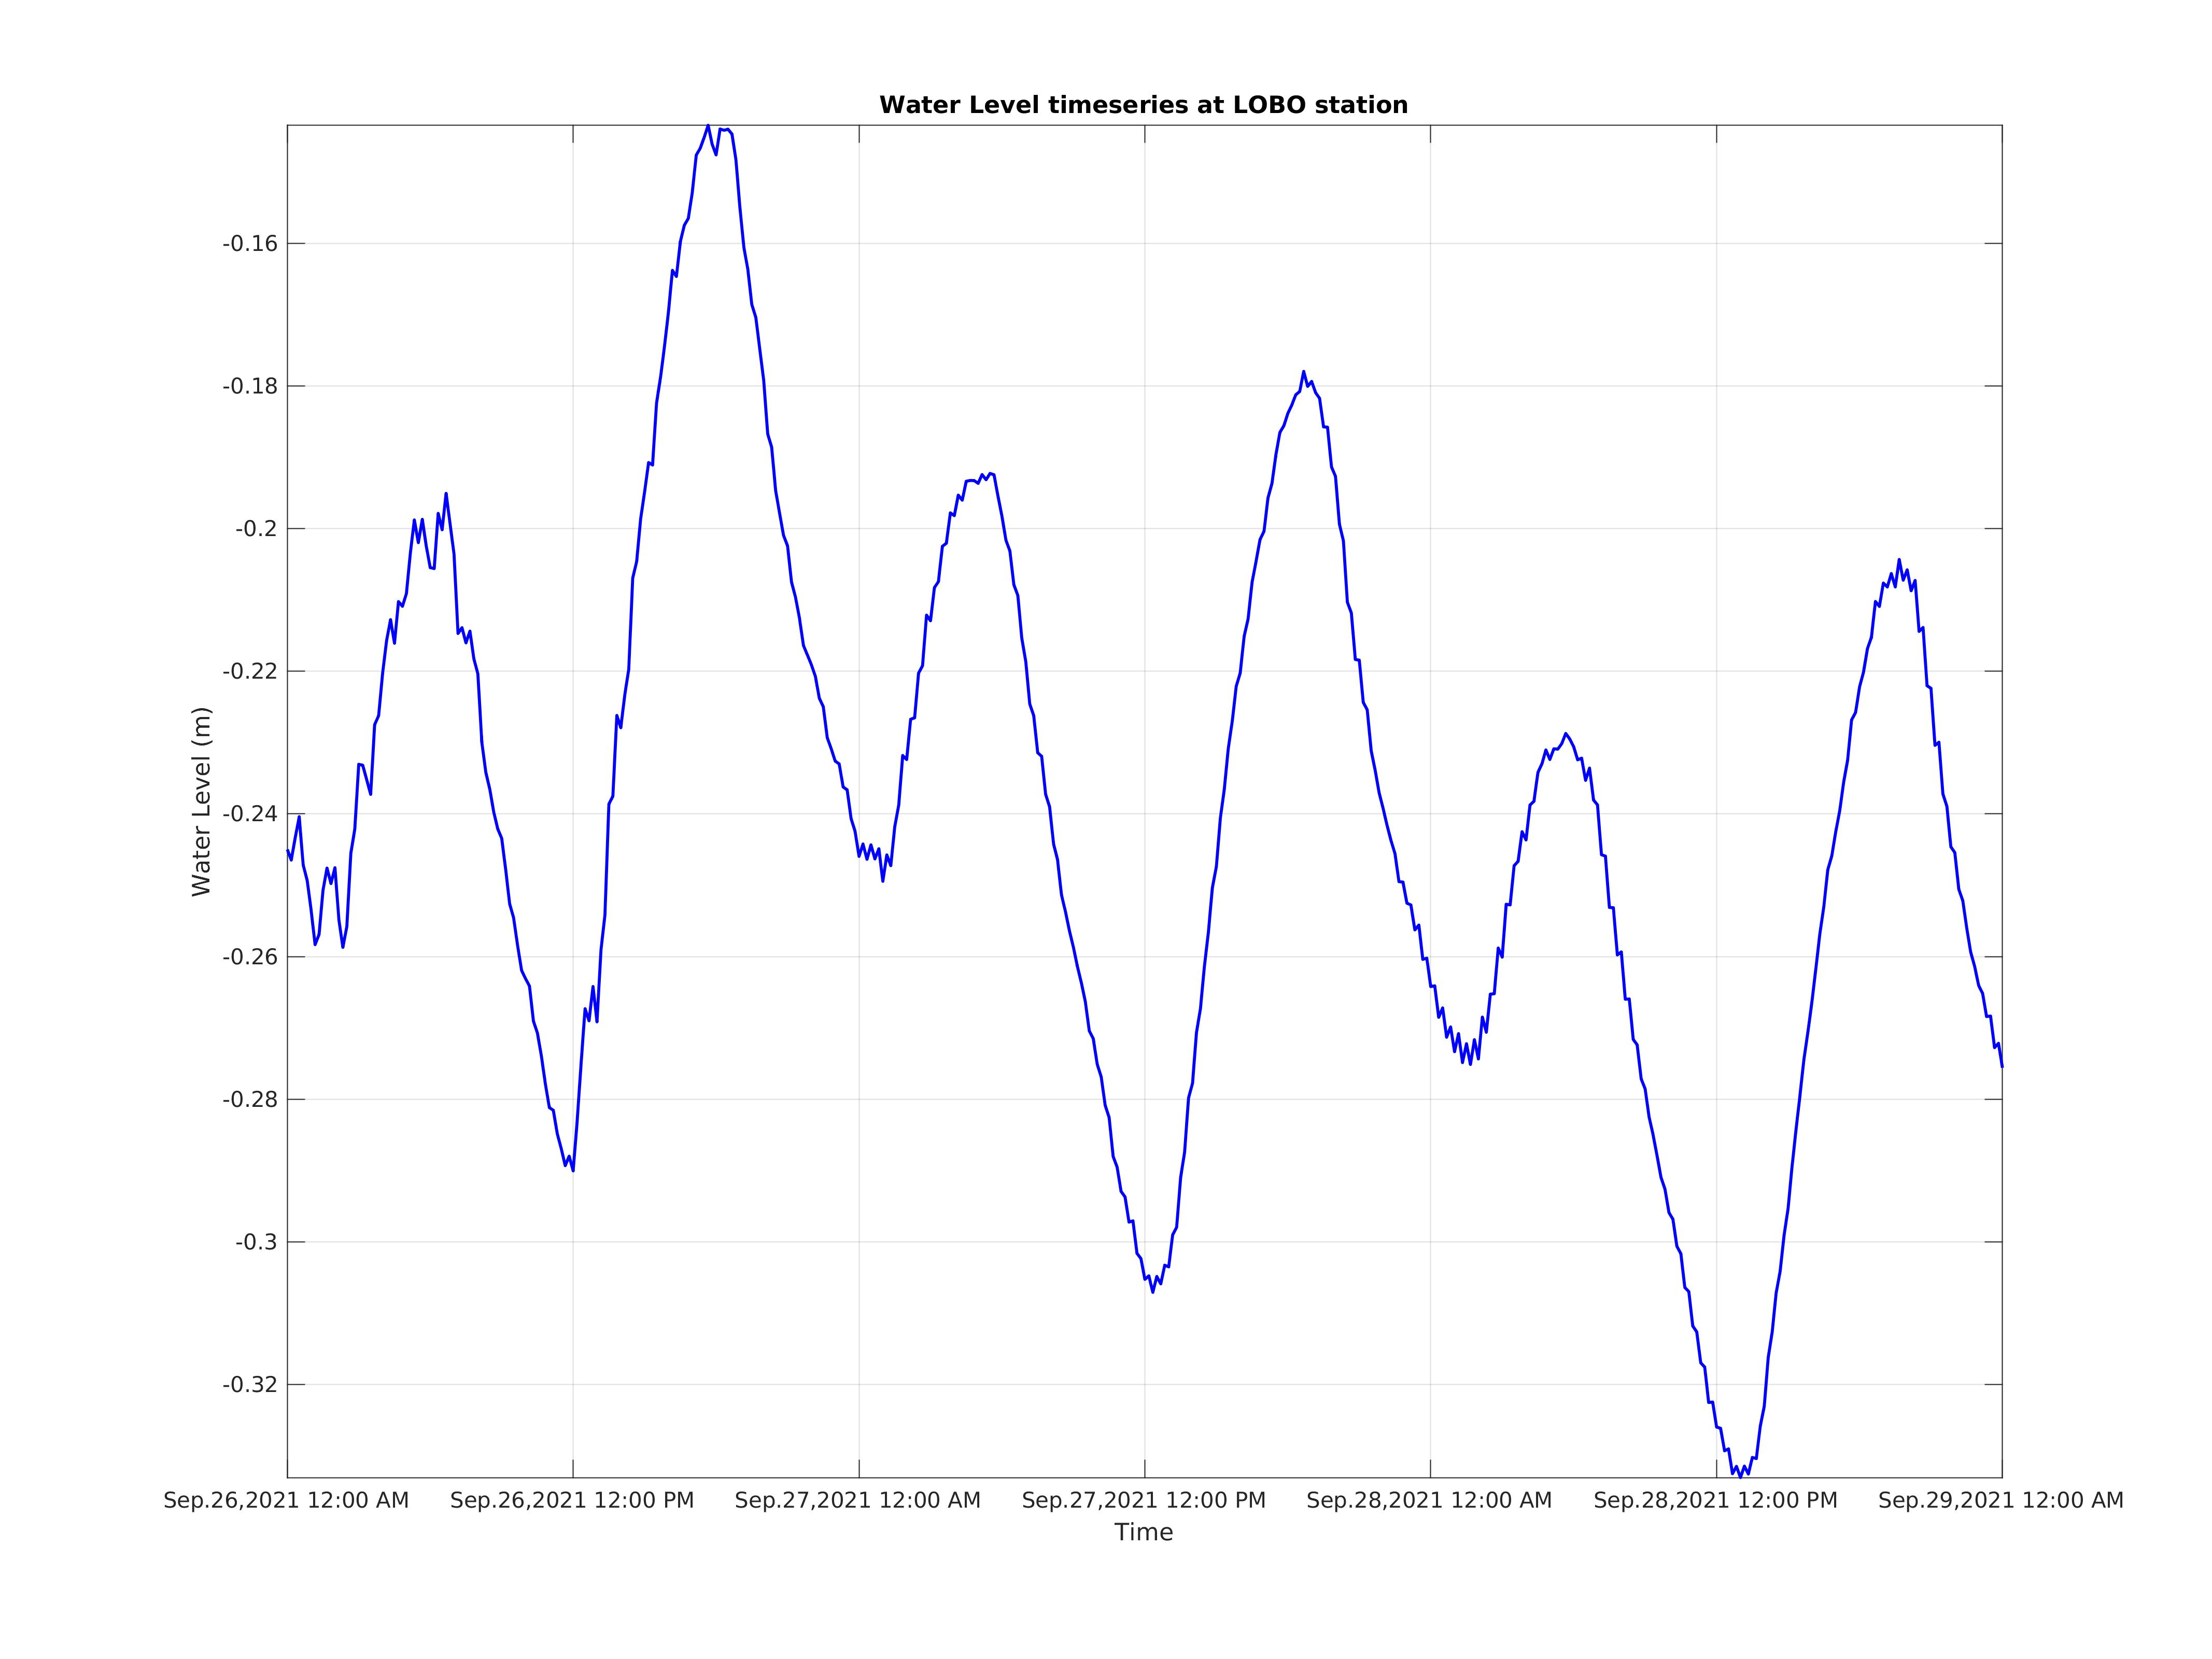 Water Level timeseries at LOBO station
-0.16
-0.18
-0.2
-0.22
-0.24
-0.26
-0.28
-0.3
-0.32
Water Level (m)
Sep.26,2021 12:00 AM Sep.26,2021 12:00 PM Sep.27,2021 12:00 AM Sep.27,2021 12:00 PM Sep.28,2021 12:00 AM Sep.28,2021 12:00 PM Sep.29,2021 12:00 AM
Time